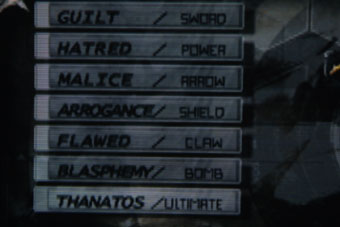 GUILT / SWORD
HATRED / POWER
MALICE / ARROW
ARROGANCE / SHIELD
FLAWED / CLAW
BLASPHEMY / BOMB
THANATOS / ULTIMATE